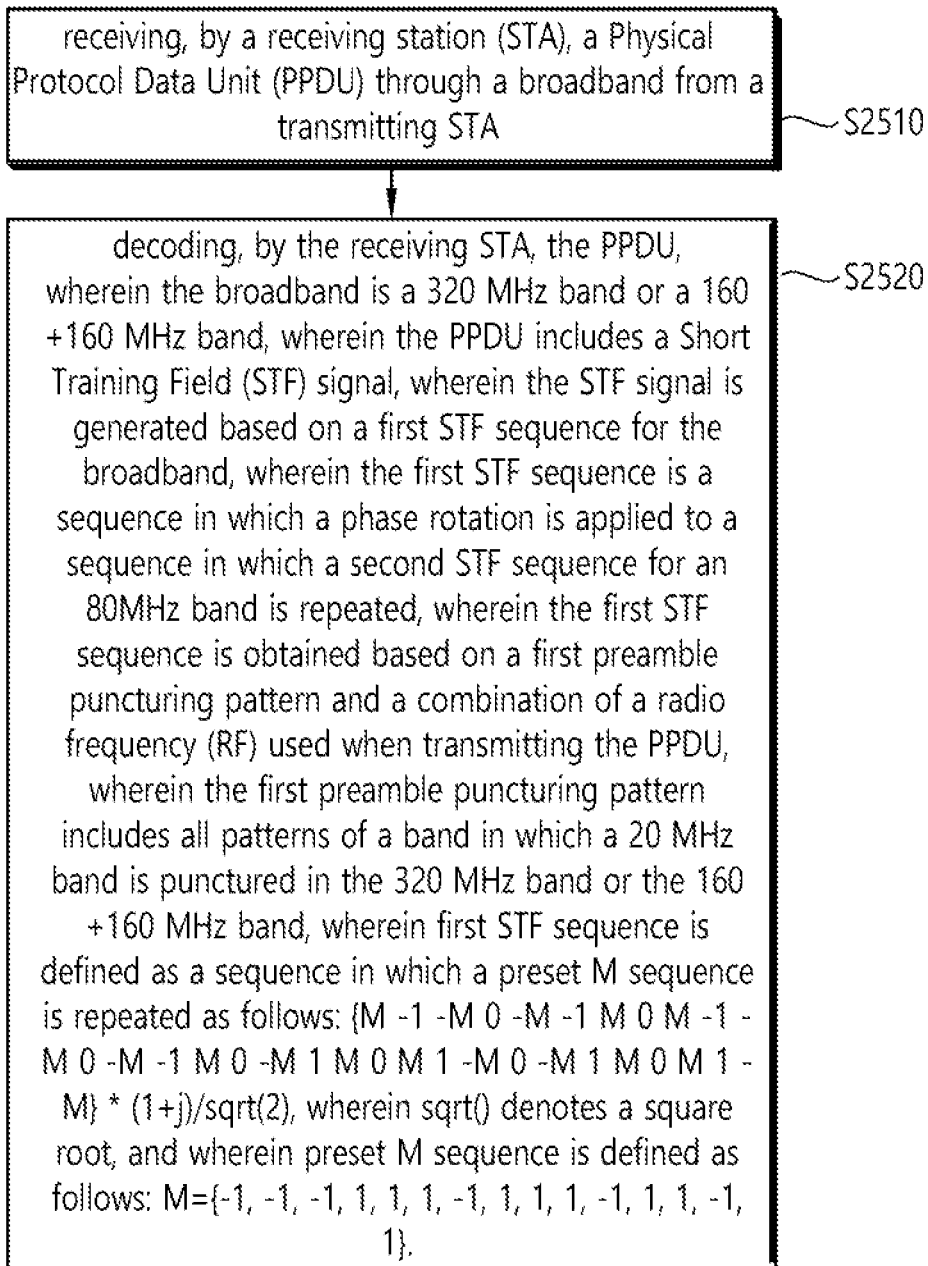 receiving, by a receiving station (STA), a Physical
Protocol Data Unit (PPDU) through a broadband from a
transmitting STA
S2510
decoding, by the receiving STA, the PPDU,
wherein the broadband is a 320 MHz band or a 160
+160 MHz band, wherein the PPDU includes a Short
Training Field (STF) signal, wherein the STF signal is
generated based on a first STF sequence for the
broadband, wherein the first STF sequence is a
sequence in which a phase rotation is applied to a
sequence in which a second STF sequence for an
80MHz band is repeated, wherein the first STF
sequence is obtained based on a first preamble
puncturing pattern and a combination of a radio
frequency (RF) used when transmitting the PPDU,
wherein the first preamble puncturing pattern
includes all patterns of a band in which a 20 MHz
band is punctured in the 320 MHz band or the 160
+160 MHz band, wherein first STF sequence is
defined as a sequence in which a preset M sequence
is repeated as follows: {M -1 -M 0 -M -1 M 0 M -1 -
M 0 -M -1 M 0 -M 1 M 0 M 1 -M 0 -M 1 M 0 M 1 -
M} * (1+j)/sqrt(2), wherein sqrt() denotes a square
root, and wherein preset M sequence is defined as
follows: M={-1, -1, -1, 1, 1, 1, -1, 1, 1, 1, -1, 1, 1, -1,
1}.
S2520